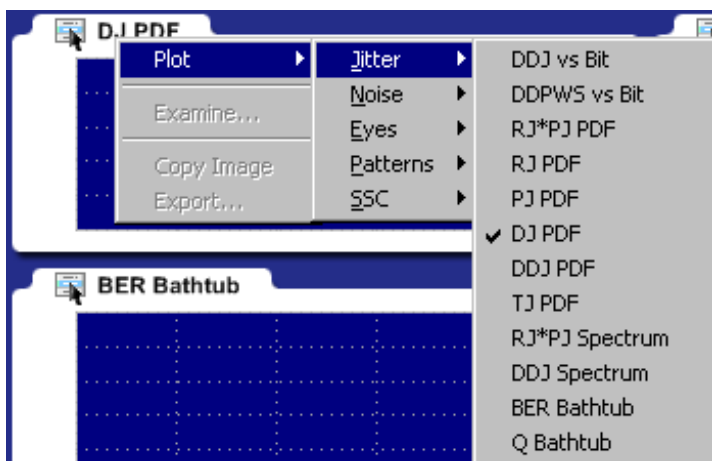 DJ PDF
Plot
Examine...
Copy Image
Export...
Jitter
Noise
Eyes
Patterns
SSC
DDJ vs Bit
DDPWS vs Bit
RJ*PJ PDF
RJ PDF
PJ PDF
DJ PDF
DDJ PDF
TJ PDF
RJ*PJ Spectrum
DDJ Spectrum
BER Bathtub
Q Bathtub
BER Bathtub